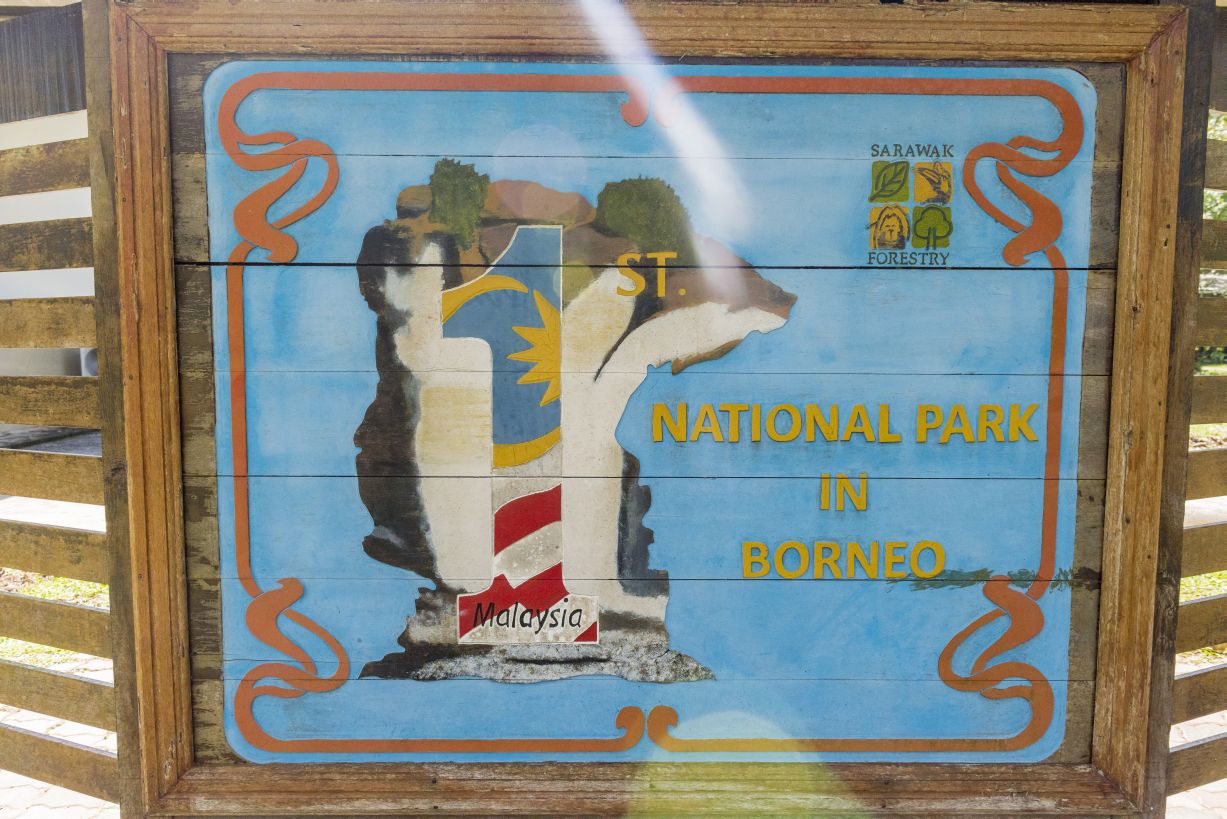 SARAWAK
FORESTRY
1 ST.
NATIONAL PARK
IN
BORNEO
Malaysia